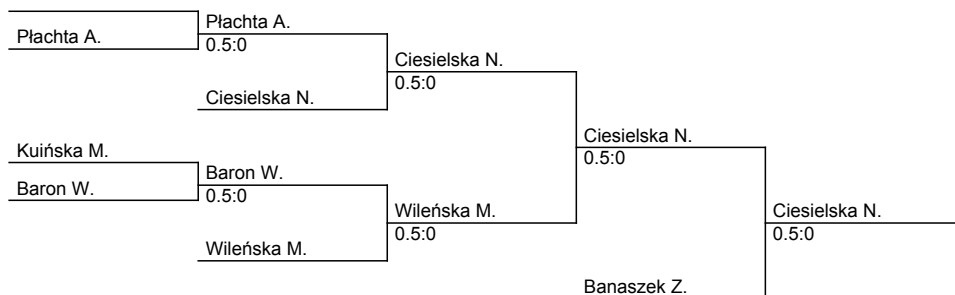 Płachta A.
Płachta A.
0.5:0
Ciesielska N.
0.5:0
Ciesielska N.
Ciesielska N.
0.5:0
Kuińska M.
Baron W.
0.5:0
Baron W.
Wileńska M.
0.5:0
Ciesielska N.
0.5:0
Wileńska M.
Banaszek Z.